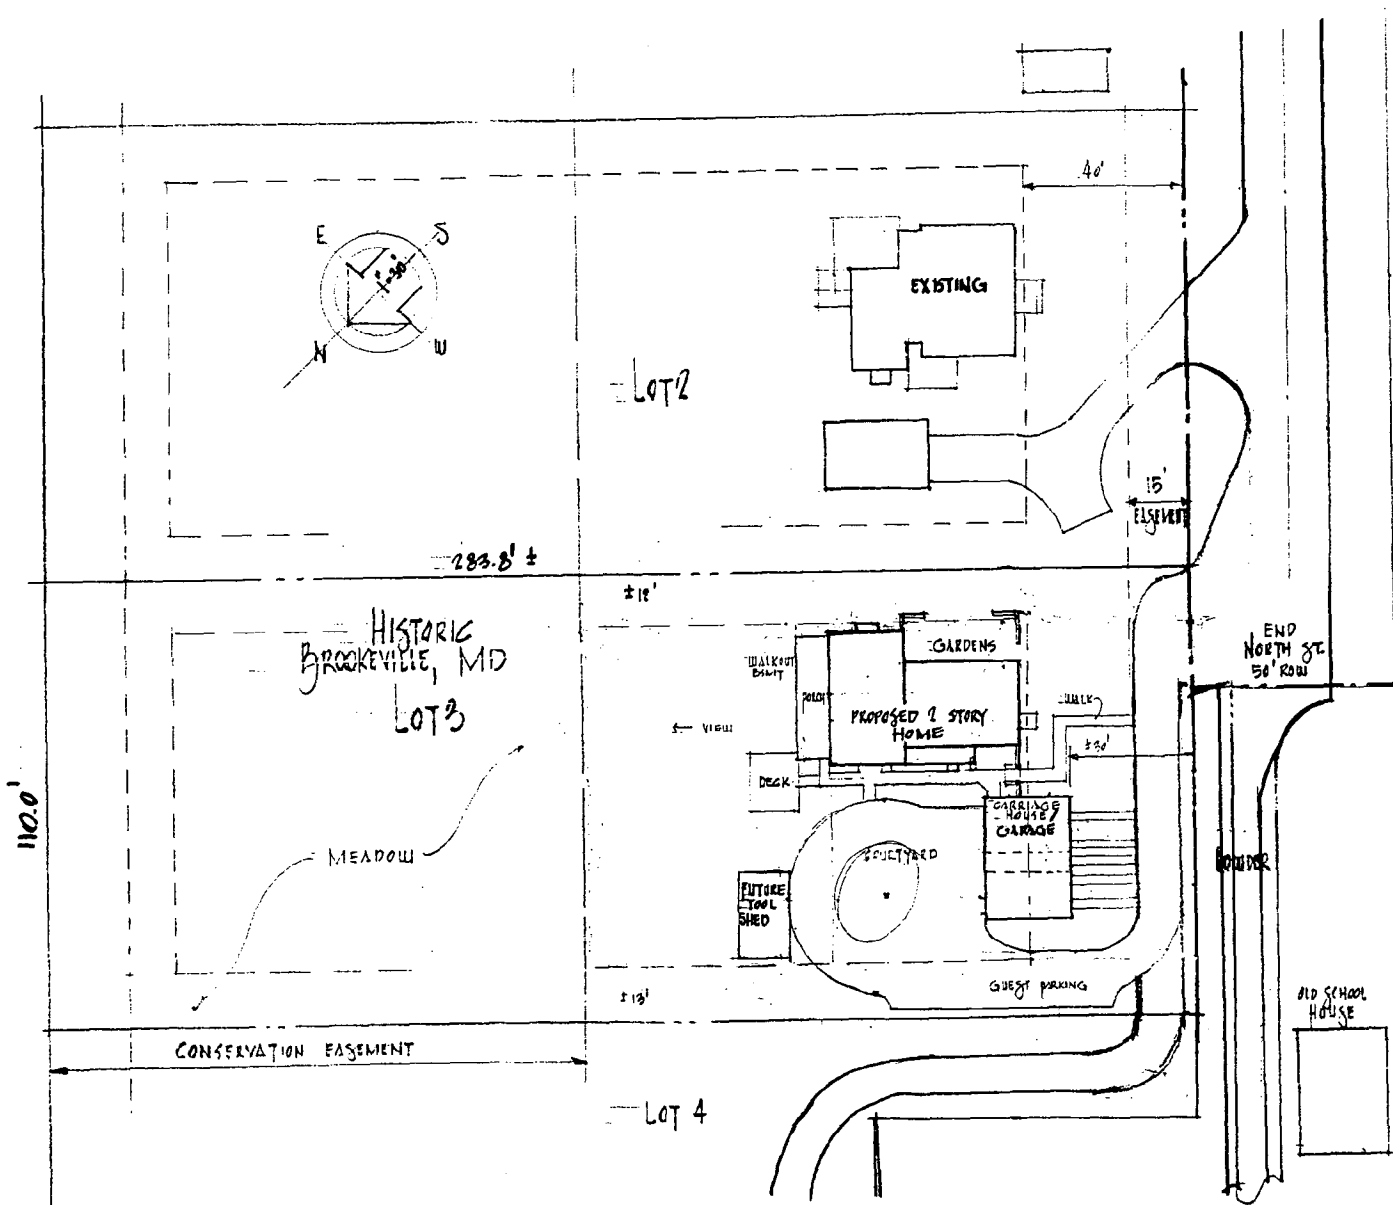 40'
E
S
1"=30'
N
W
EXISTING
LOT 2
15'
EASEMENT
283.8' ±
±12'
HISTORIC
BROOKEVILLE, MD
LOT 3
GARDENS
END
NORTH ST.
50' ROW
WALKOUT
BSMT
PORCH
PROPOSED 2 STORY
HOME
WALK
VIEW
±30'
DECK
110.0'
CARRIAGE
HOUSE/
GARAGE
MEADOW
COURTYARD
FUTURE
TOOL
SHED
GUEST PARKING
±13'
OLD SCHOOL
HOUSE
CONSERVATION EASEMENT
LOT 4